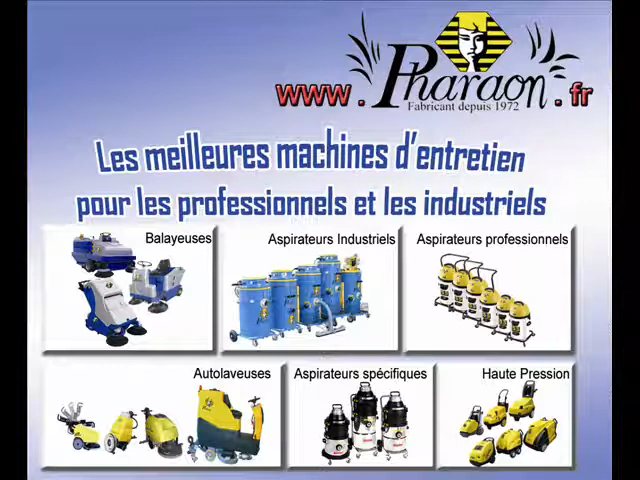 www.Pharaon.fr
Fabricant depuis 1972
Les meilleures machines d'entretien
pour les professionnels et les industriels
Balayeuses
Aspirateurs Industriels
Aspirateurs professionnels
Autolaveuses
Aspirateurs spécifiques
Haute Pression